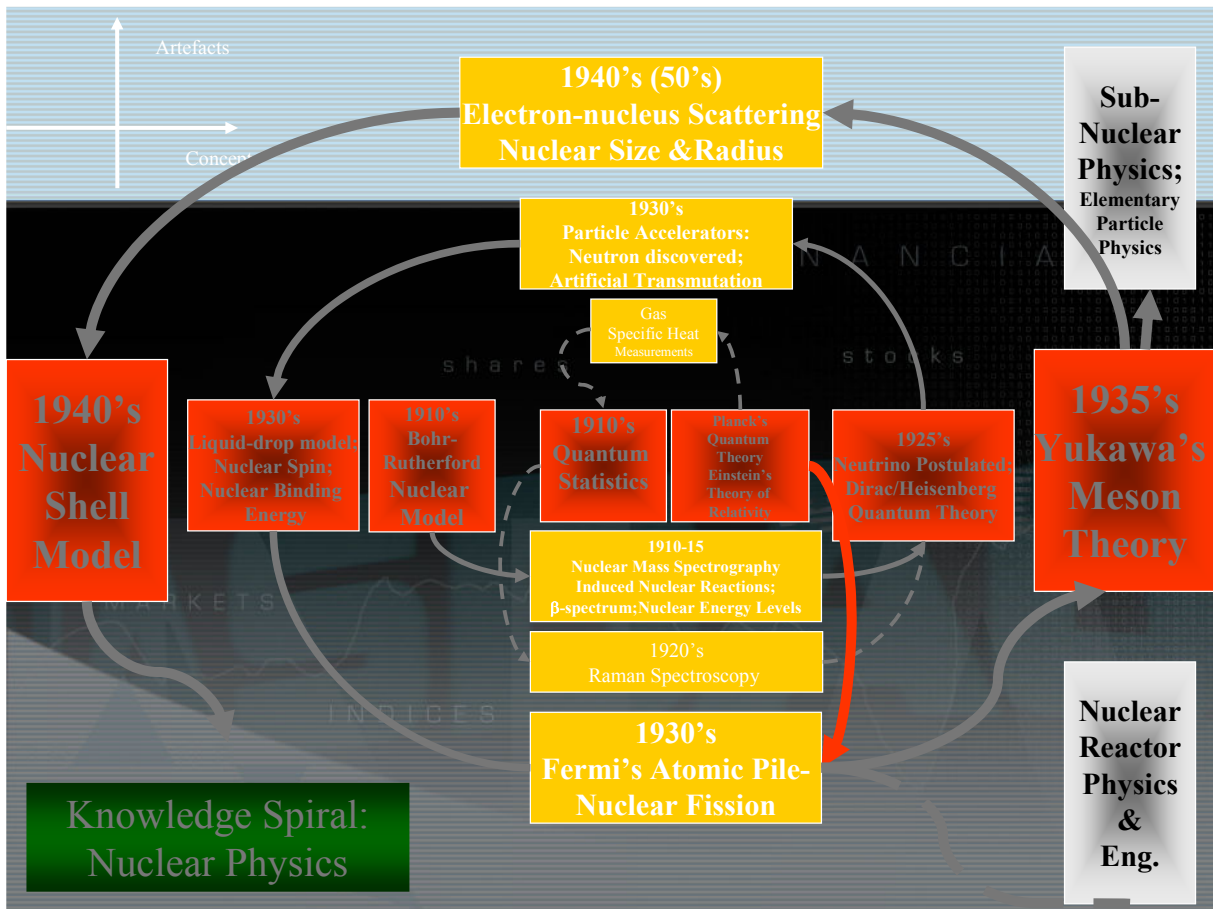 Artefacts
Concept
1940’s (50’s)
Electron-nucleus Scattering
Nuclear Size &Radius
Sub-
Nuclear
Physics;
Elementary
Particle
Physics
1930’s
Particle Accelerators:
Neutron discovered;
Artificial Transmutation
NANCIA
Gas
Specific Heat
Measurements
shares
stocks
1940’s
Nuclear
Shell
Model
1930’s
Liquid-drop model;
Nuclear Spin;
Nuclear Binding
Energy
1910’s
Bohr-
Rutherford
Nuclear
Model
1910’s
Quantum
Statistics
Planck’s
Quantum
Theory
Einstein’s
Theory of
Relativity
1925’s
Neutrino Postulated;
Dirac/Heisenberg
Quantum Theory
1935’s
Yukawa’s
Meson
Theory
1910-15
Nuclear Mass Spectrography
Induced Nuclear Reactions;
β-spectrum;Nuclear Energy Levels
MARKETS
1920’s
Raman Spectroscopy
INDICES
1930’s
Fermi’s Atomic Pile-
Nuclear Fission
Nuclear
Reactor
Physics
&
Eng.
Knowledge Spiral:
Nuclear Physics